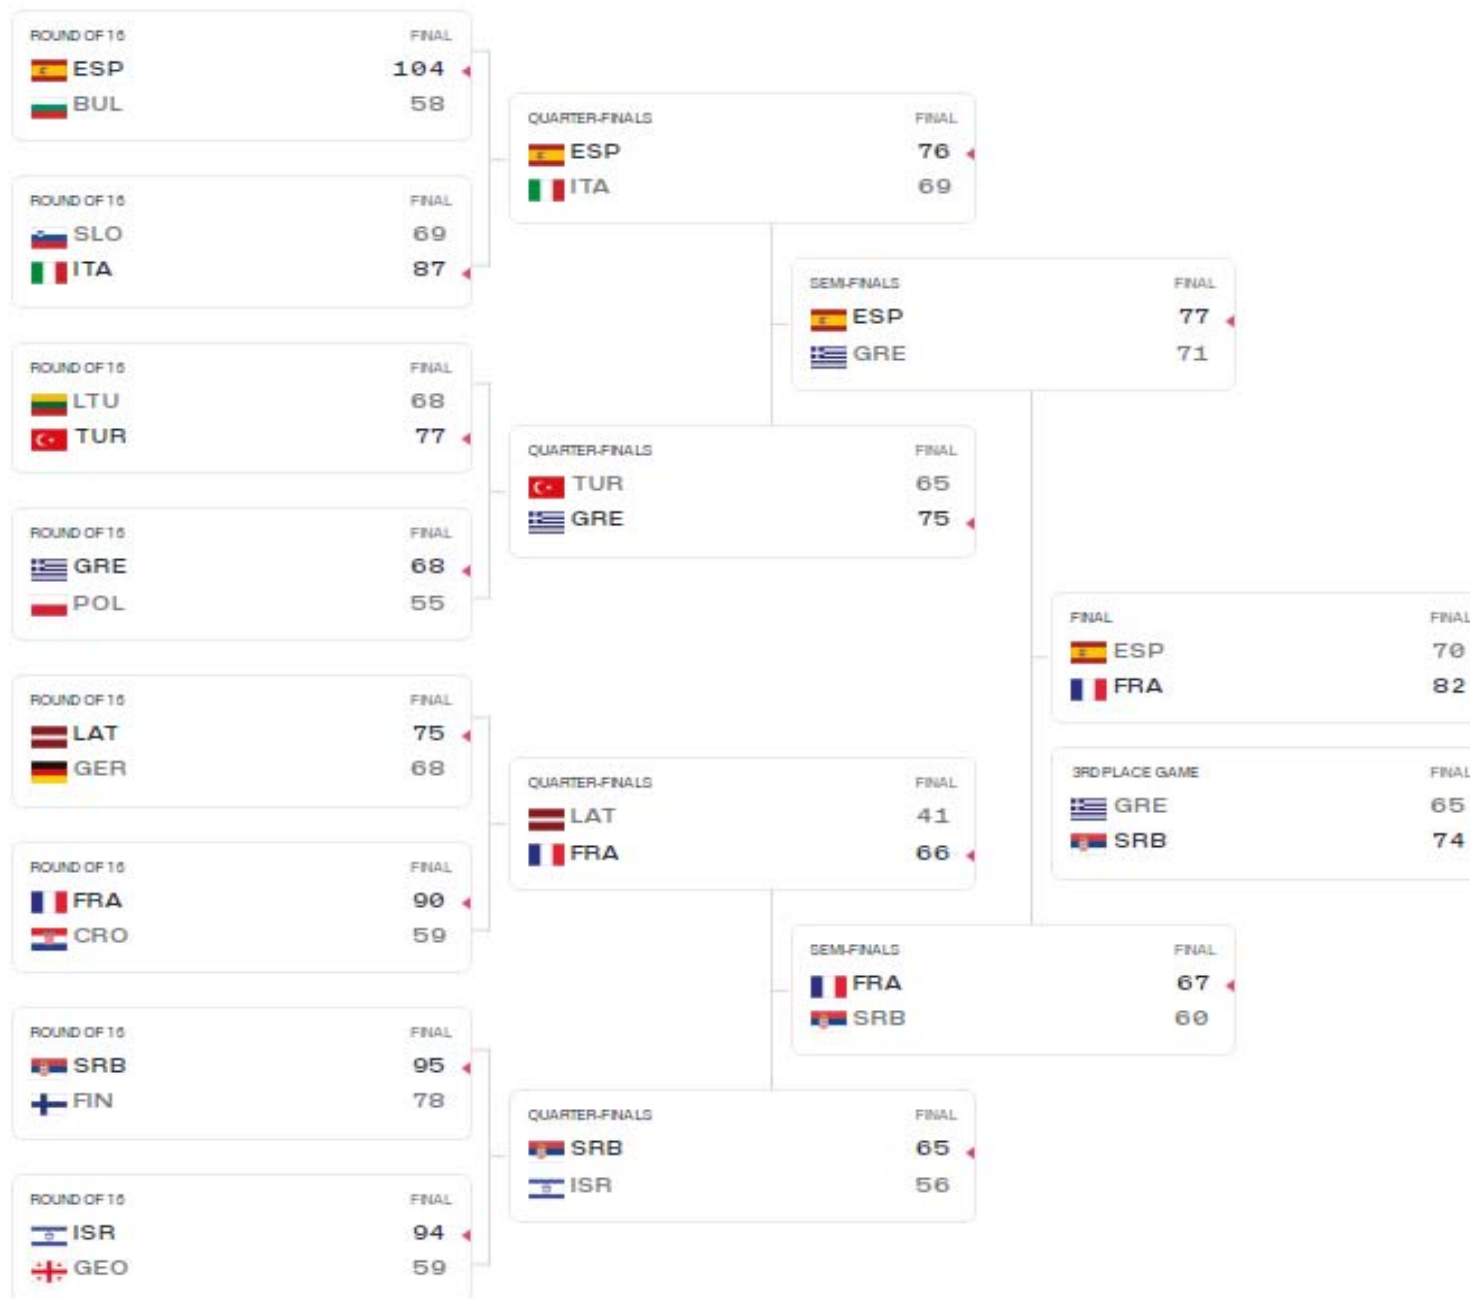 ROUND OF 16 FINAL
ESP 104
BUL 58
ROUND OF 16 FINAL
SLO 69
ITA 87
ROUND OF 16 FINAL
LTU 68
TUR 77
ROUND OF 16 FINAL
GRE 68
POL 55
ROUND OF 16 FINAL
LAT 75
GER 68
ROUND OF 16 FINAL
FRA 90
CRO 59
ROUND OF 16 FINAL
SRB 95
FIN 78
ROUND OF 16 FINAL
ISR 94
GEO 59
QUARTER-FINALS FINAL
ESP 76
ITA 69
QUARTER-FINALS FINAL
TUR 65
GRE 75
QUARTER-FINALS FINAL
LAT 41
FRA 66
QUARTER-FINALS FINAL
SRB 65
ISR 56
SEMI-FINALS FINAL
ESP 77
GRE 71
SEMI-FINALS FINAL
FRA 67
SRB 60
FINAL FINAL
ESP 70
FRA 82
3RD PLACE GAME FINAL
GRE 65
SRB 74